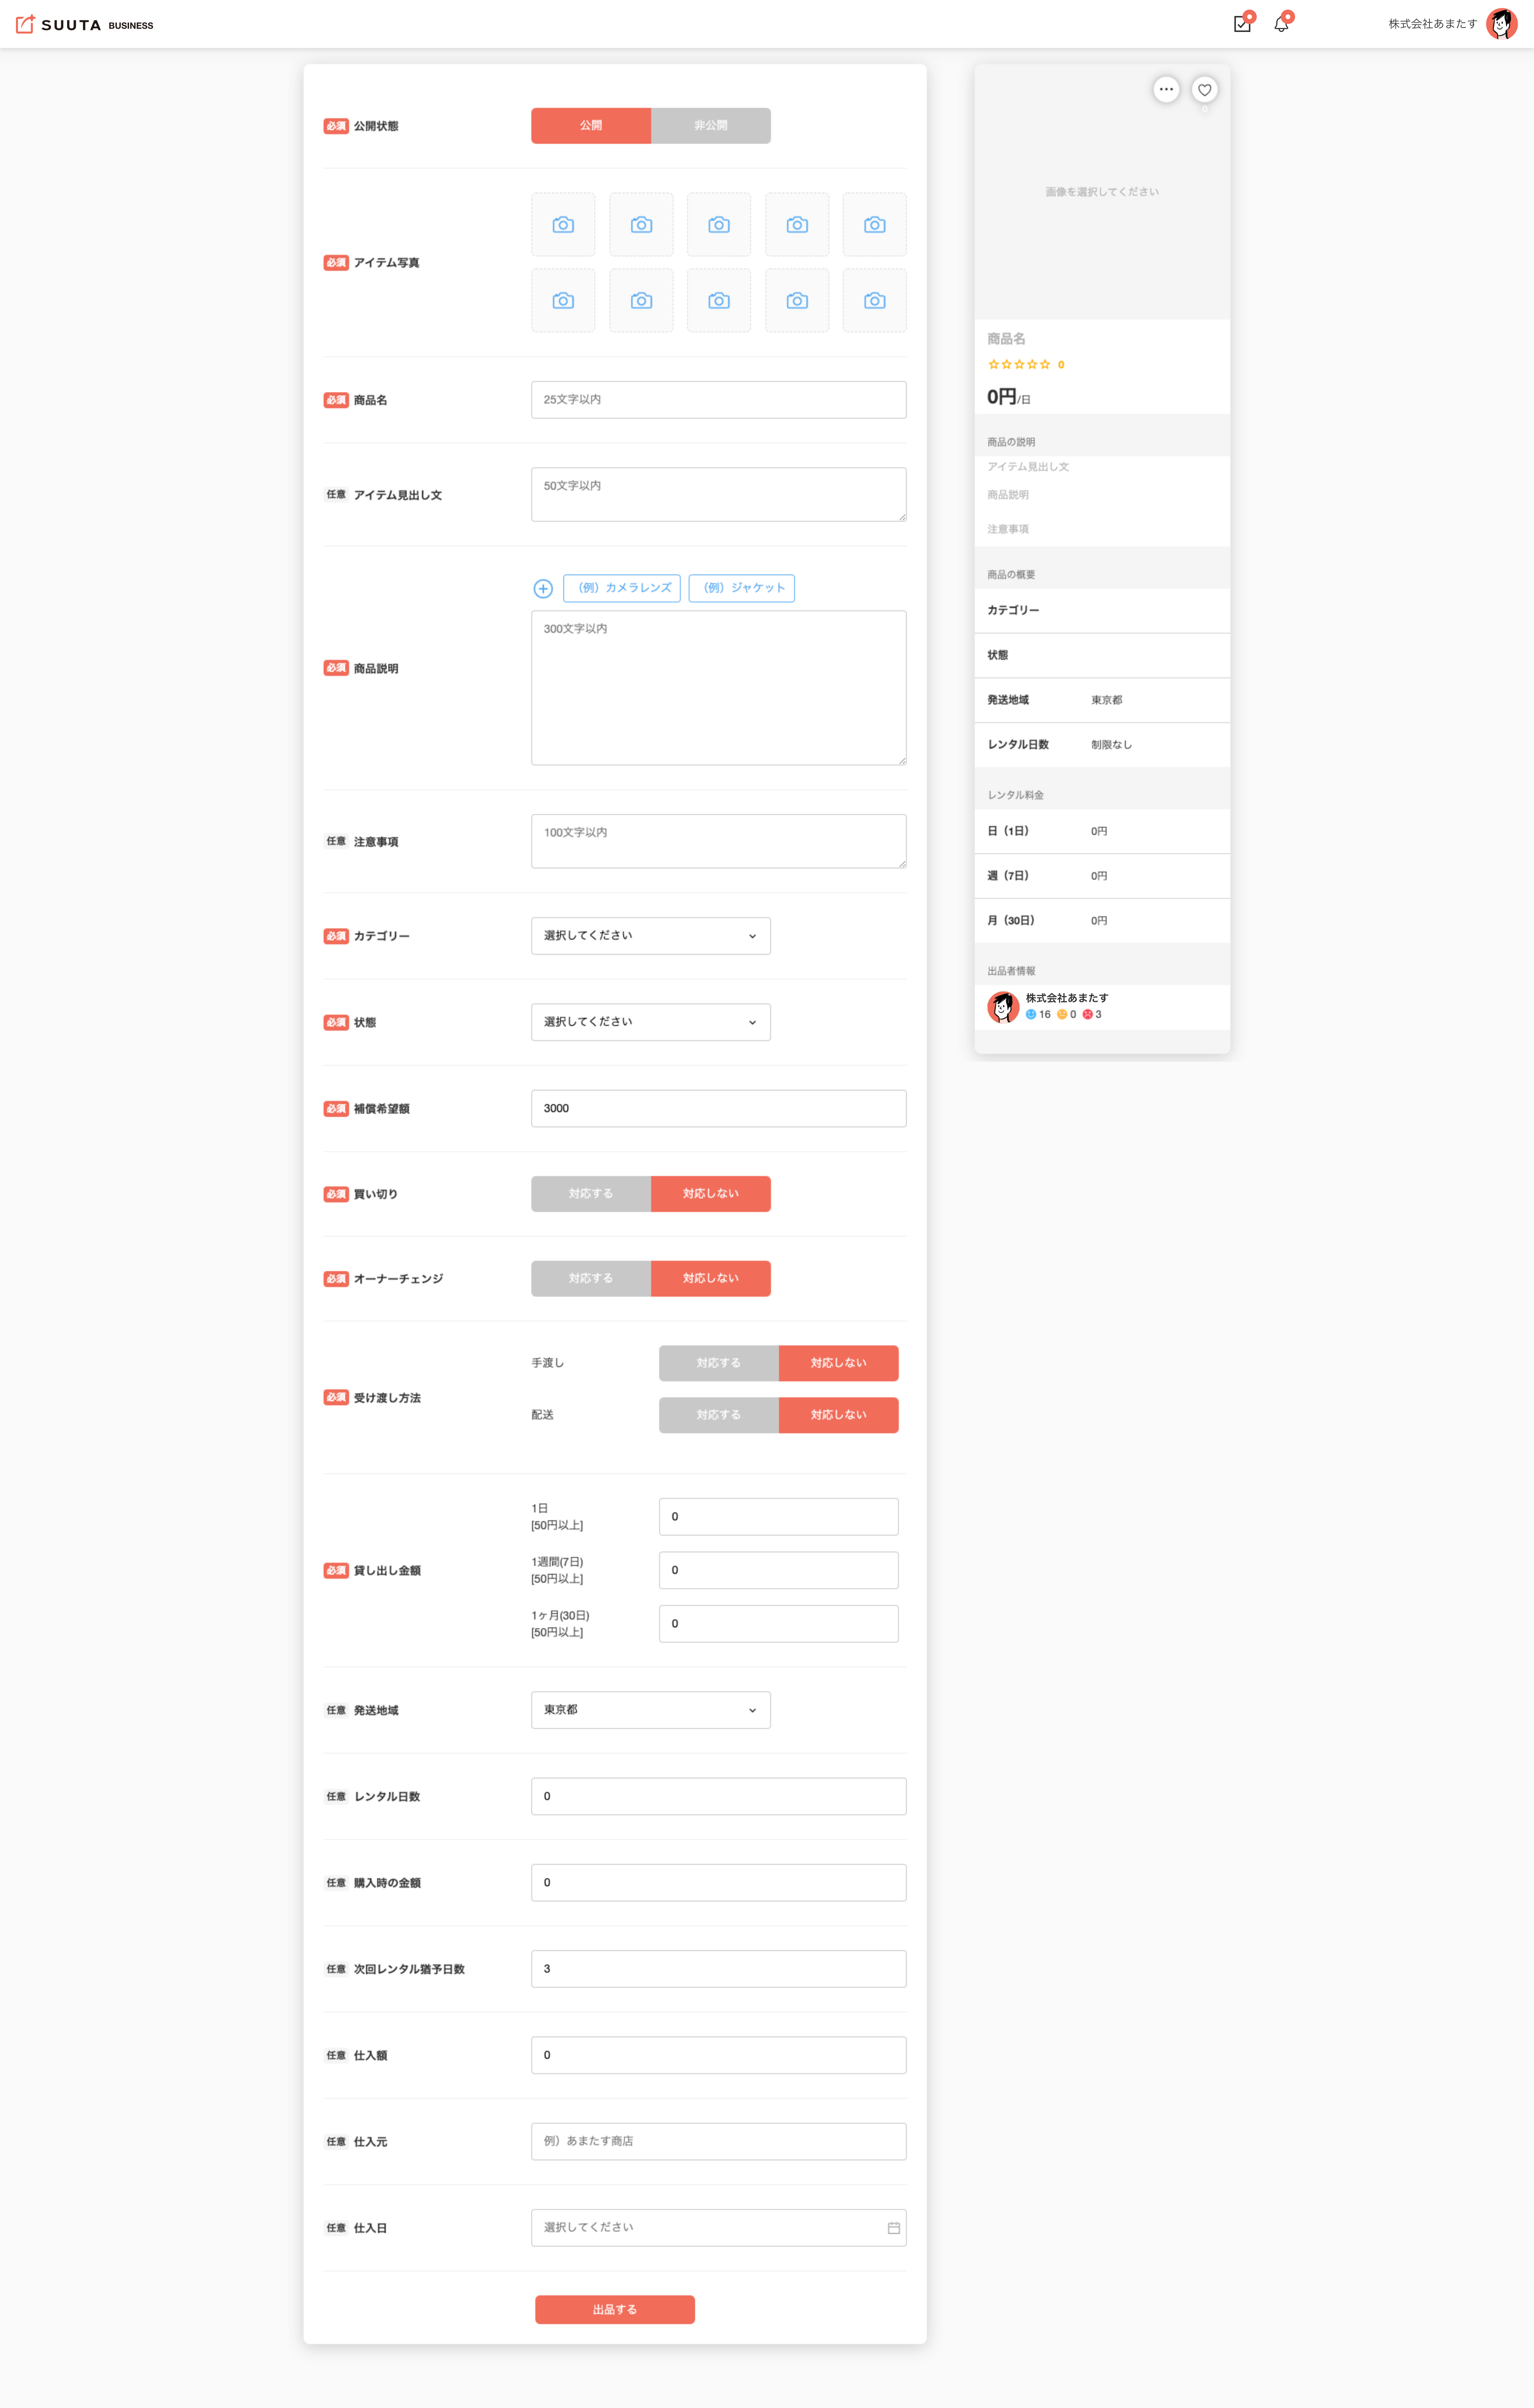 SUUTA BUSINESS
株式会社あまたす
必須 公開状態
公開 非公開
必須 アイテム写真
必須 商品名
25文字以内
任意 アイテム見出し文
50文字以内
必須 商品説明
（例）カメラレンズ （例）ジャケット
300文字以内
任意 注意事項
100文字以内
必須 カテゴリー
選択してください
必須 状態
選択してください
必須 補償希望額
3000
必須 買い切り
対応する 対応しない
必須 オーナーチェンジ
対応する 対応しない
必須 受け渡し方法
手渡し 対応する 対応しない
配送 対応する 対応しない
必須 貸し出し金額
1日
[50円以上]
0
1週間(7日)
[50円以上]
0
1ヶ月(30日)
[50円以上]
0
任意 発送地域
東京都
任意 レンタル日数
0
任意 購入時の金額
0
任意 次回レンタル猶予日数
3
任意 仕入額
0
任意 仕入元
例）あまたす商店
任意 仕入日
選択してください
出品する
0
画像を選択してください
商品名
0
0円/日
商品の説明
アイテム見出し文
商品説明
注意事項
商品の概要
カテゴリー
状態
発送地域 東京都
レンタル日数 制限なし
レンタル料金
日（1日） 0円
週（7日） 0円
月（30日） 0円
出品者情報
株式会社あまたす
16 0 3